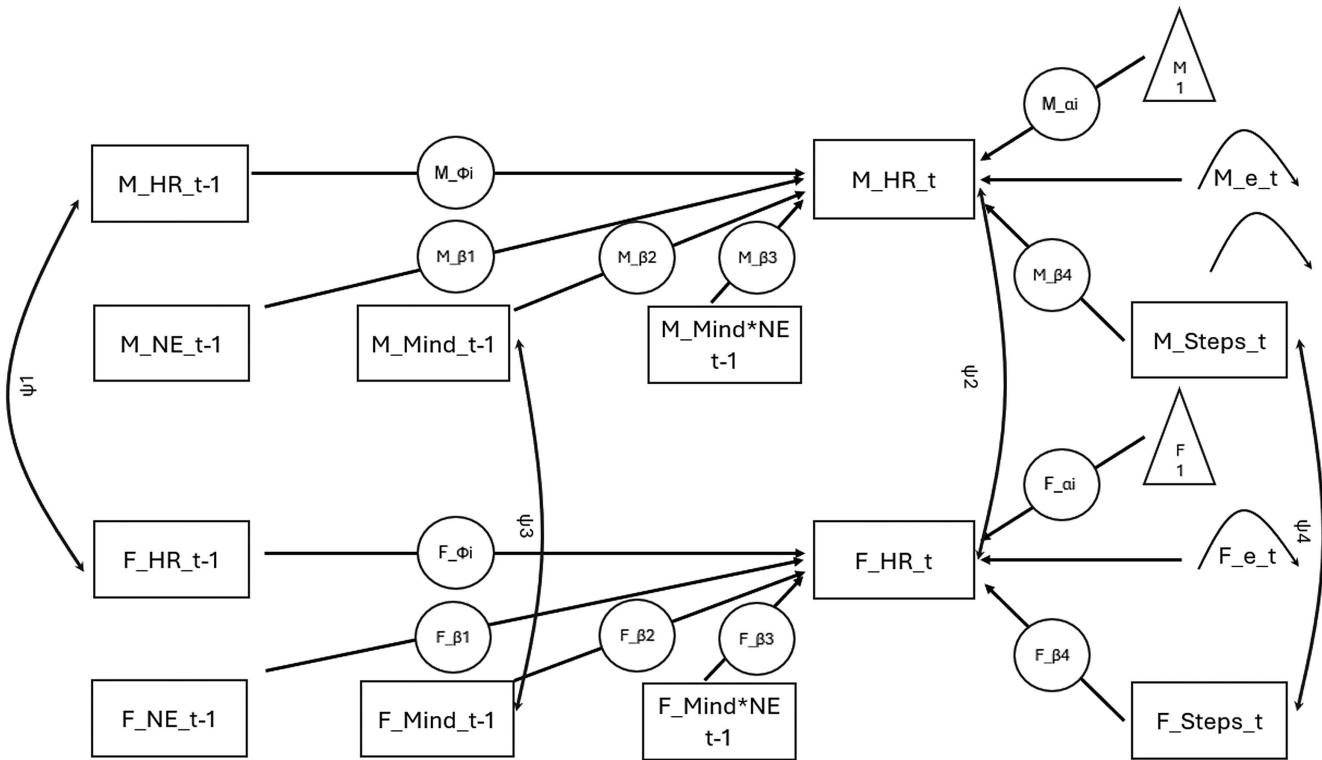 M
1
M_αi
M_HR_t-1
M_Φi
M_HR_t
M_e_t
M_β1
M_β2
M_β3
M_β4
M_NE_t-1
M_Mind_t-1
M_Mind*NE
t-1
M_Steps_t
ψ1
ψ2
F
1
F_αi
ψ3
ψ4
F_HR_t-1
F_Φi
F_HR_t
F_e_t
F_β1
F_β2
F_β3
F_β4
F_NE_t-1
F_Mind_t-1
F_Mind*NE
t-1
F_Steps_t